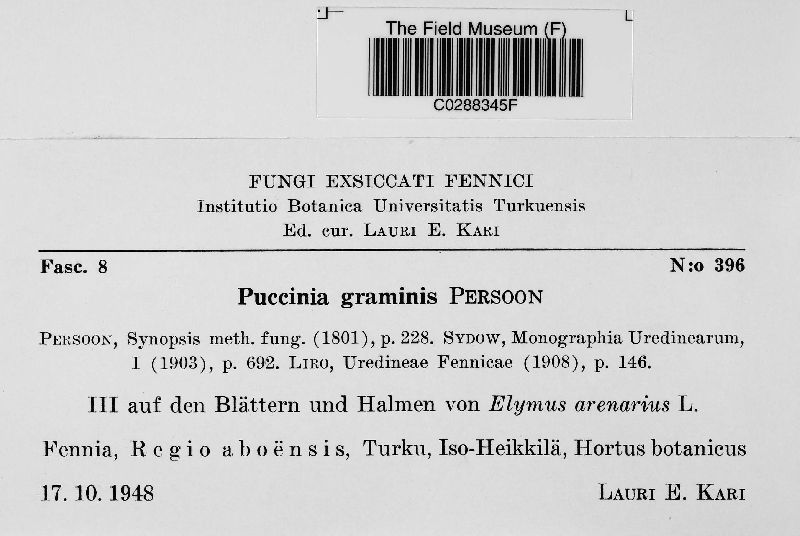 The Field Museum (F)
C0288345F
FUNGI EXSICCATI FENNICI
Institutio Botanica Universitatis Turkuensis
Ed. cur. LAURI E. KARI
Fasc. 8 N:o 396
Puccinia graminis PERSOON
PERSOON, Synopsis meth. fung. (1801), p. 228. SYDOW, Monographia Uredinearum,
1 (1903), p. 692. LIRO, Uredineae Fennicae (1908), p. 146.
III auf den Blättern und Halmen von Elymus arenarius L.
Fennia, Regio aboënsis, Turku, Iso-Heikkilä, Hortus botanicus
17. 10. 1948 LAURI E. KARI